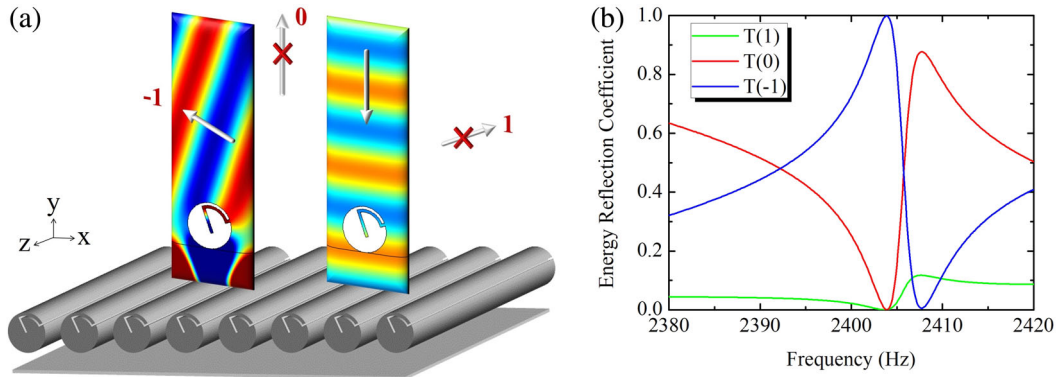 (a)
0
-1
1
y
z
x
(b)
Energy Reflection Coefficient
1.0
0.8
0.6
0.4
0.2
0.0
T(1)
T(0)
T(-1)
2380 2390 2400 2410 2420
Frequency (Hz)